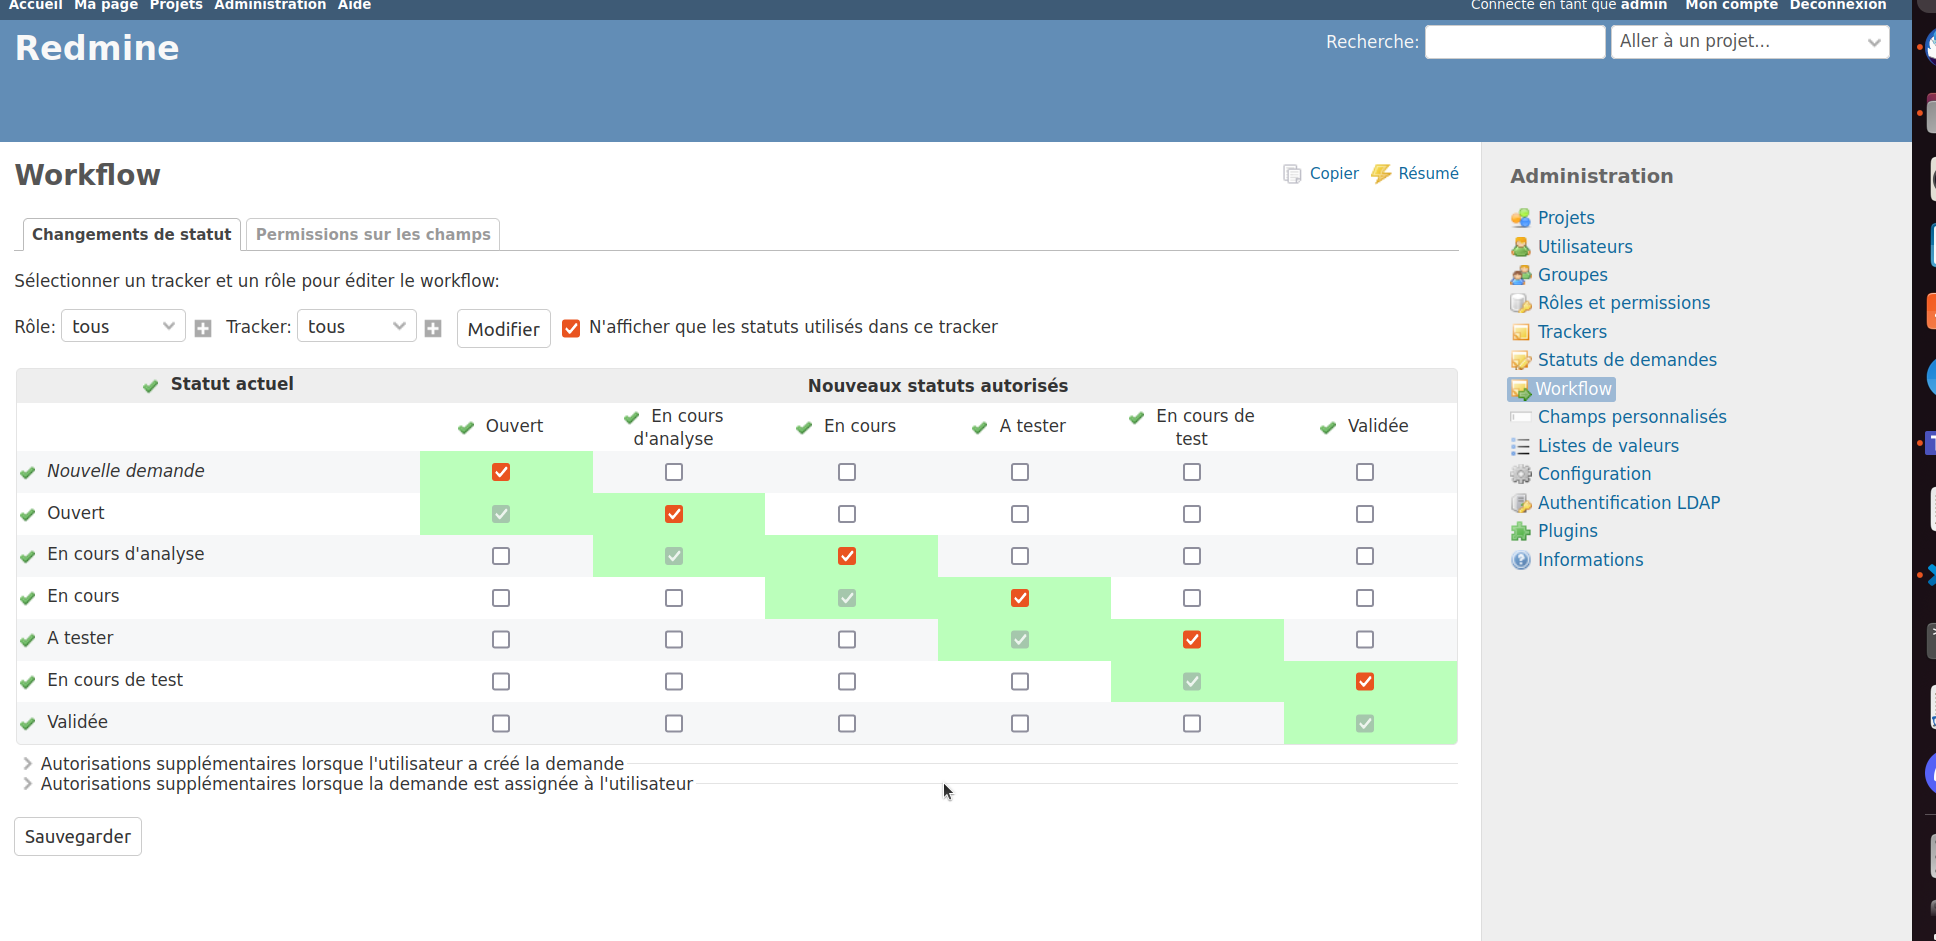 Accueil Ma page Projets Administration Aide
Connecté en tant que admin Mon compte Déconnexion
Redmine
Recherche: Aller à un projet...
Workflow
Copier Résumé
Changements de statut Permissions sur les champs
Sélectionner un tracker et un rôle pour éditer le workflow:
Rôle: tous Tracker: tous Modifier N'afficher que les statuts utilisés dans ce tracker
Statut actuel Nouveaux statuts autorisés
Ouvert En cours d'analyse En cours A tester En cours de test Validée
Nouvelle demande
Ouvert
En cours d'analyse
En cours
A tester
En cours de test
Validée
Autorisations supplémentaires lorsque l'utilisateur a créé la demande
Autorisations supplémentaires lorsque la demande est assignée à l'utilisateur
Sauvegarder
Administration
Projets
Utilisateurs
Groupes
Rôles et permissions
Trackers
Statuts de demandes
Workflow
Champs personnalisés
Listes de valeurs
Configuration
Authentification LDAP
Plugins
Informations